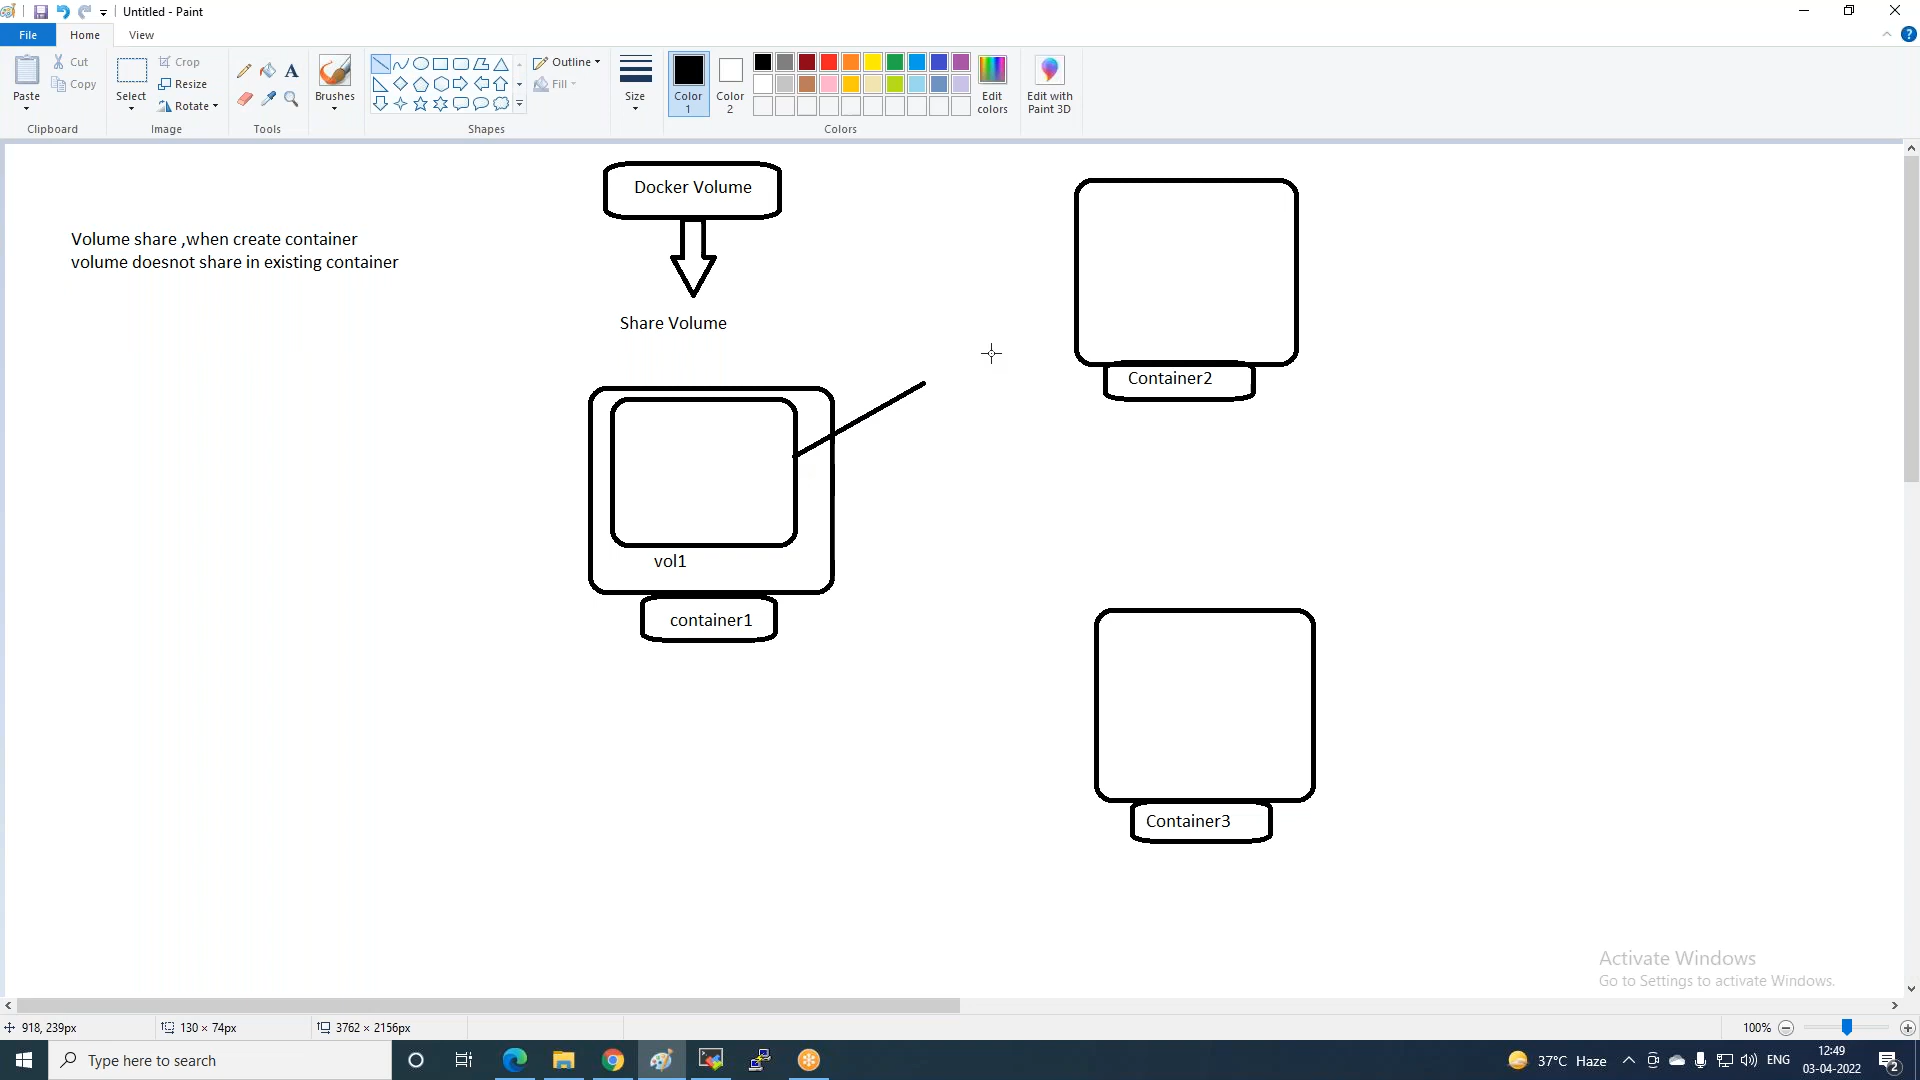 Untitled - Paint
File Home View
Paste
Cut
Copy
Clipboard
Select
Crop
Resize
Rotate
Image
A
Tools
Brushes
Shapes
Outline
Fill
Size
Color
1
Color
2
Colors
Edit
colors
Edit with
Paint 3D
?
Docker Volume
Volume share ,when create container
volume doesnot share in existing container
Share Volume
Container2
vol1
container1
Container3
Activate Windows
Go to Settings to activate Windows.
918, 239px
130 × 74px
3762 × 2156px
100%
Type here to search
37°C Haze
ENG
12:49
03-04-2022
2